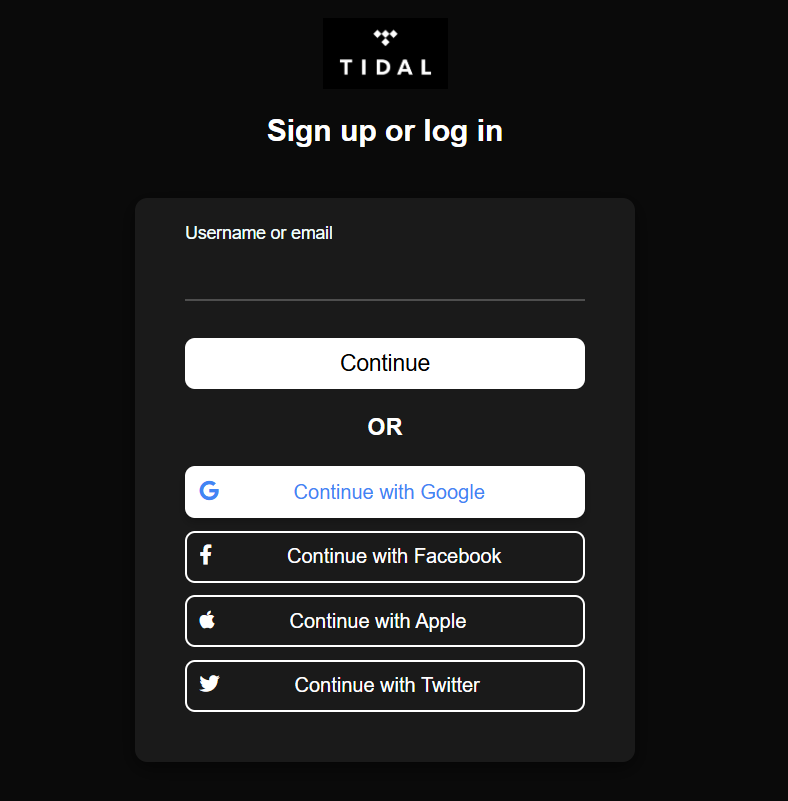 TIDAL
Sign up or log in
Username or email
Continue
OR
Continue with Google
Continue with Facebook
Continue with Apple
Continue with Twitter